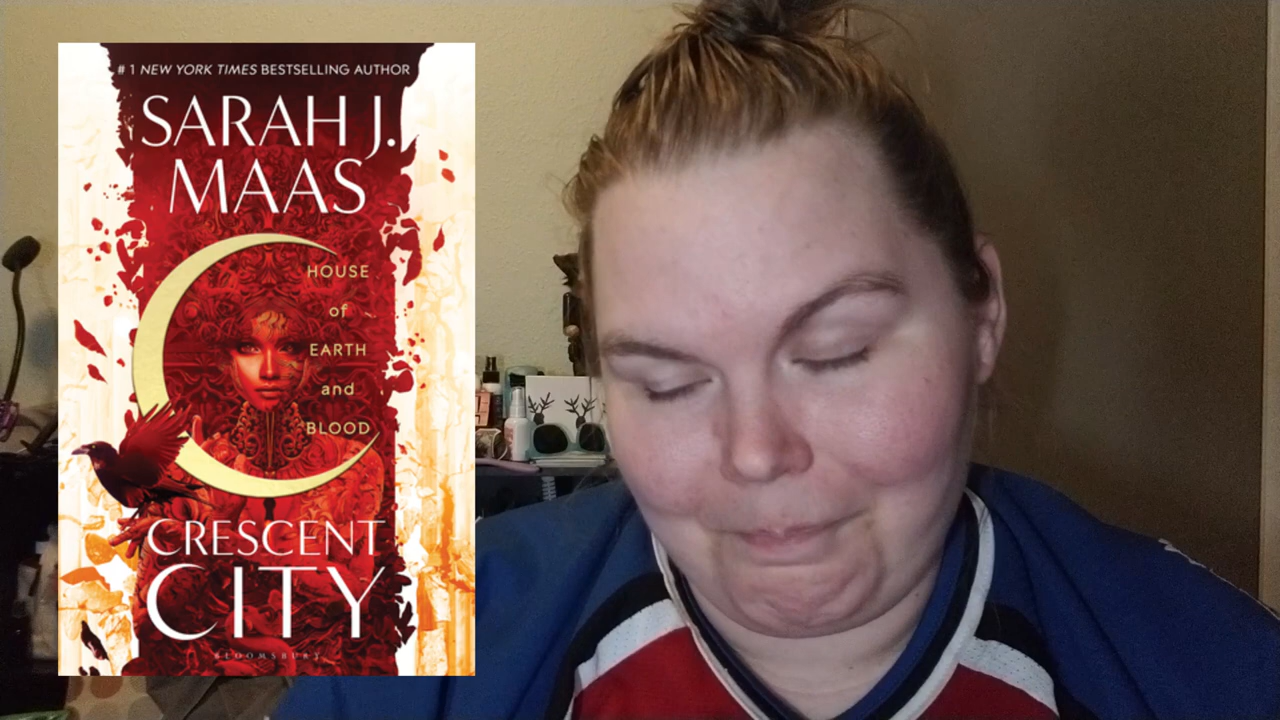 #1 NEW YORK TIMES BESTSELLING AUTHOR
SARAH J.
MAAS
HOUSE
of
EARTH
and
BLOOD
CRESCENT
CITY
BLOOMSBURY